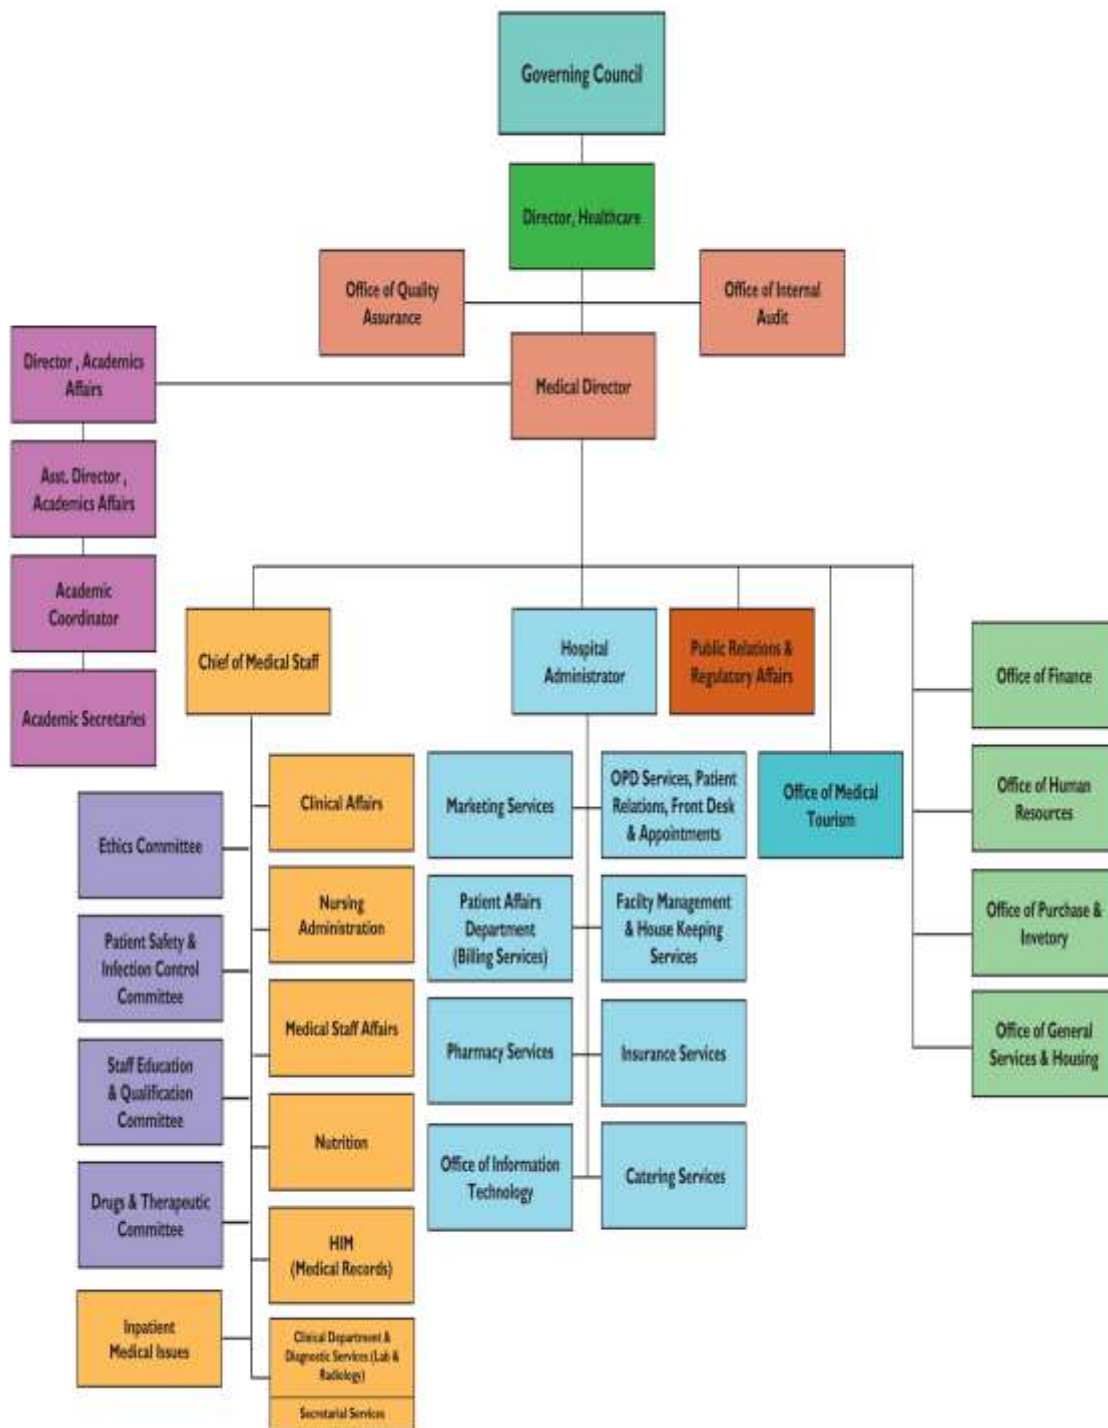 Governing Council
Director, Healthcare
Office of Quality
Assurance
Office of Internal
Audit
Director , Academics
Affairs
Medical Director
Asst. Director ,
Academics Affairs
Academic
Coordinator
Academic Secretaries
Chief of Medical Staff
Hospital
Administrator
Public Relations &
Regulatory Affairs
Office of Finance
Office of Human
Resources
Office of Purchase &
Invetory
Office of General
Services & Housing
Office of Medical
Tourism
Ethics Committee
Patient Safety &
Infection Control
Committee
Staff Education
& Qualification
Committee
Drugs & Therapeutic
Committee
Inpatient
Medical Issues
Clinical Affairs
Nursing
Administration
Medical Staff Affairs
Nutrition
HIM
(Medical Records)
Clinical Department &
Diagnostic Services (Lab &
Radiology)
Secretarial Services
Marketing Services
OPD Services, Patient
Relations, Front Desk
& Appointments
Patient Affairs
Department
(Billing Services)
Facilty Management
& House Keeping
Services
Pharmacy Services
Insurance Services
Office of Information
Technology
Catering Services